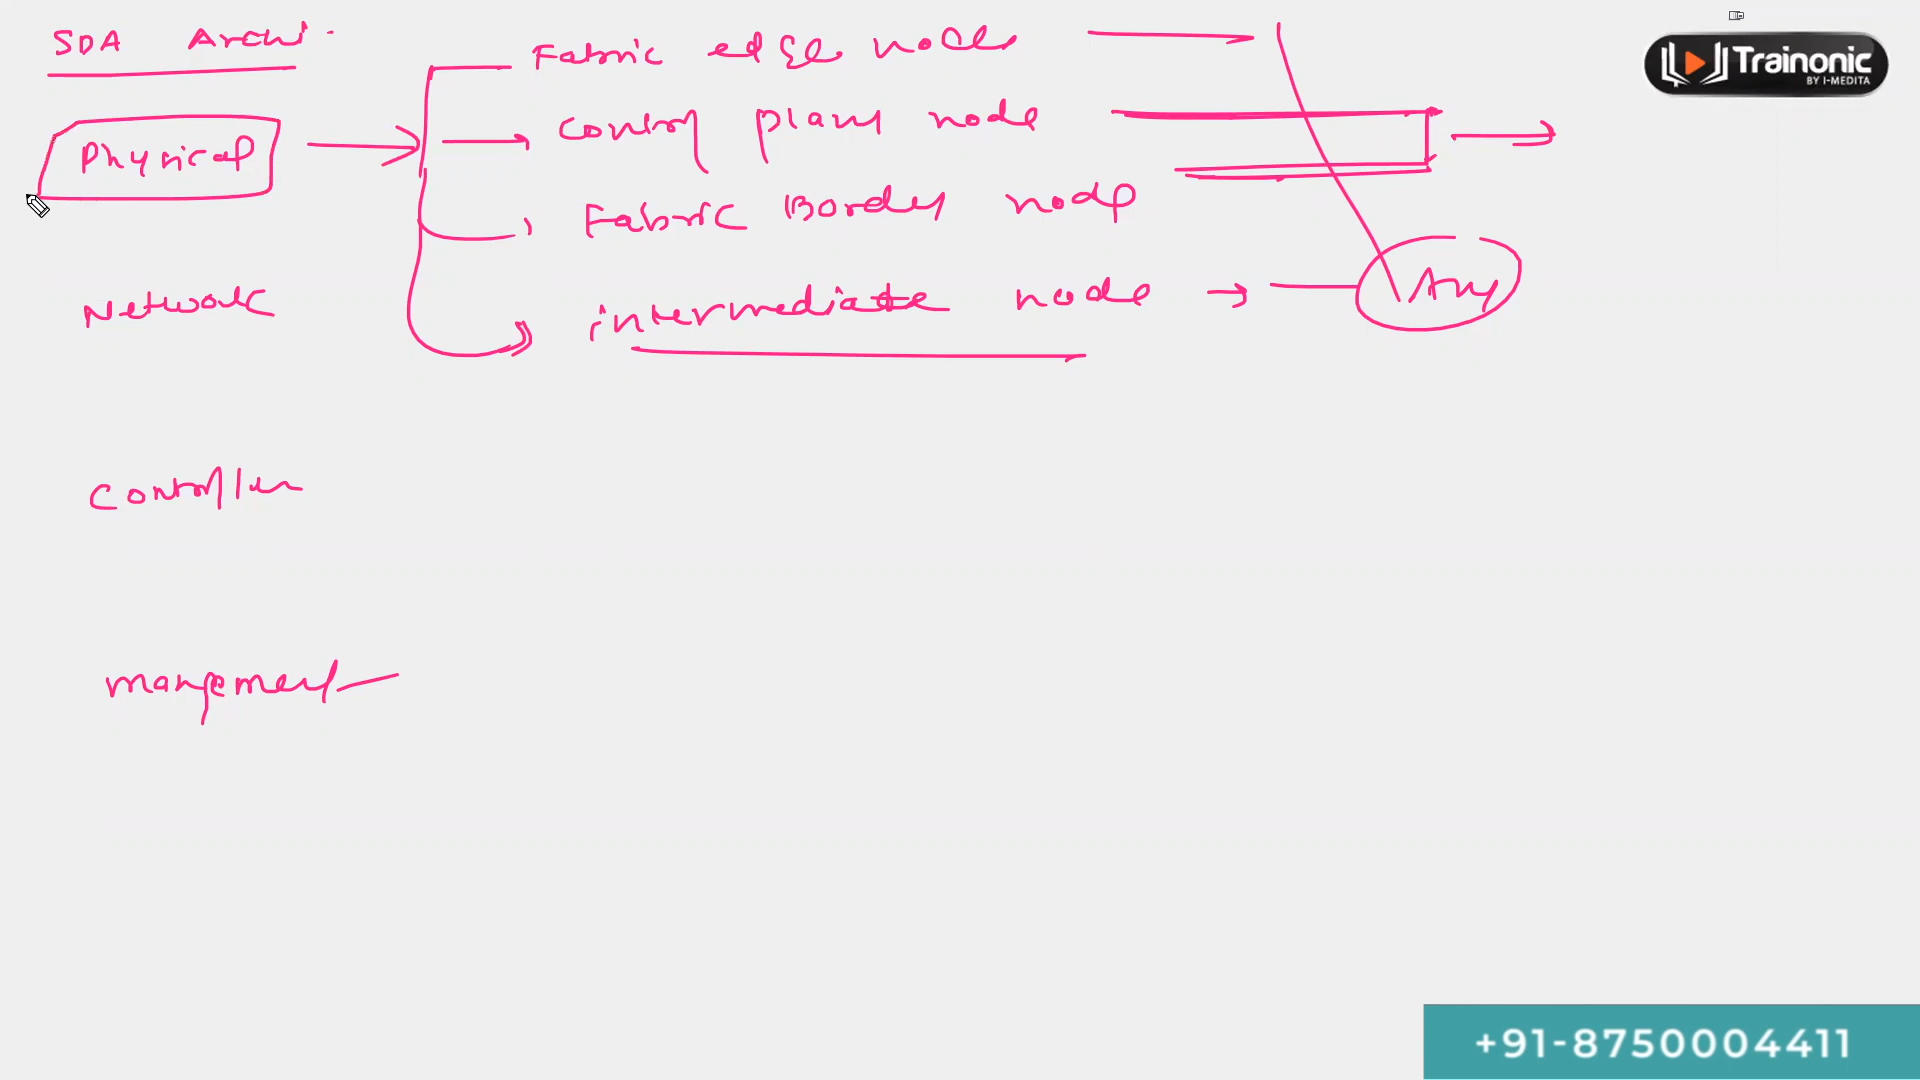 SDA Archi.
Fabric edge nodes
Control plane node
Physical
Fabric Border node
Network
intermediate node
Any
Controller
management
Trainonic
BY I-MEDITA
+91-8750004411